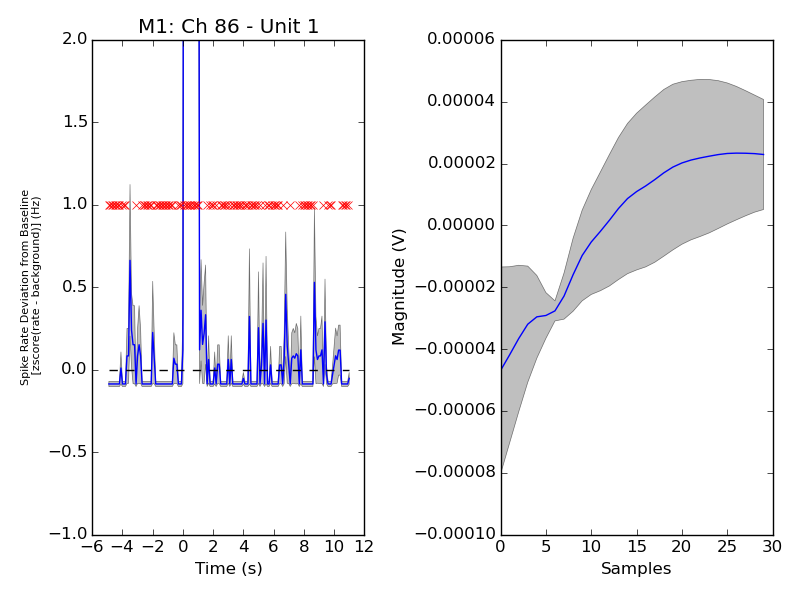 M1: Ch 86 - Unit 1
2.0
1.5
1.0
0.5
0.0
−0.5
−1.0
−6 −4 −2 0 2 4 6 8 10 12
Time (s)
Spike Rate Deviation from Baseline
[zscore(rate - background)] (Hz)
0.00006
0.00004
0.00002
0.00000
−0.00002
−0.00004
−0.00006
−0.00008
−0.00010
0 5 10 15 20 25 30
Samples
Magnitude (V)